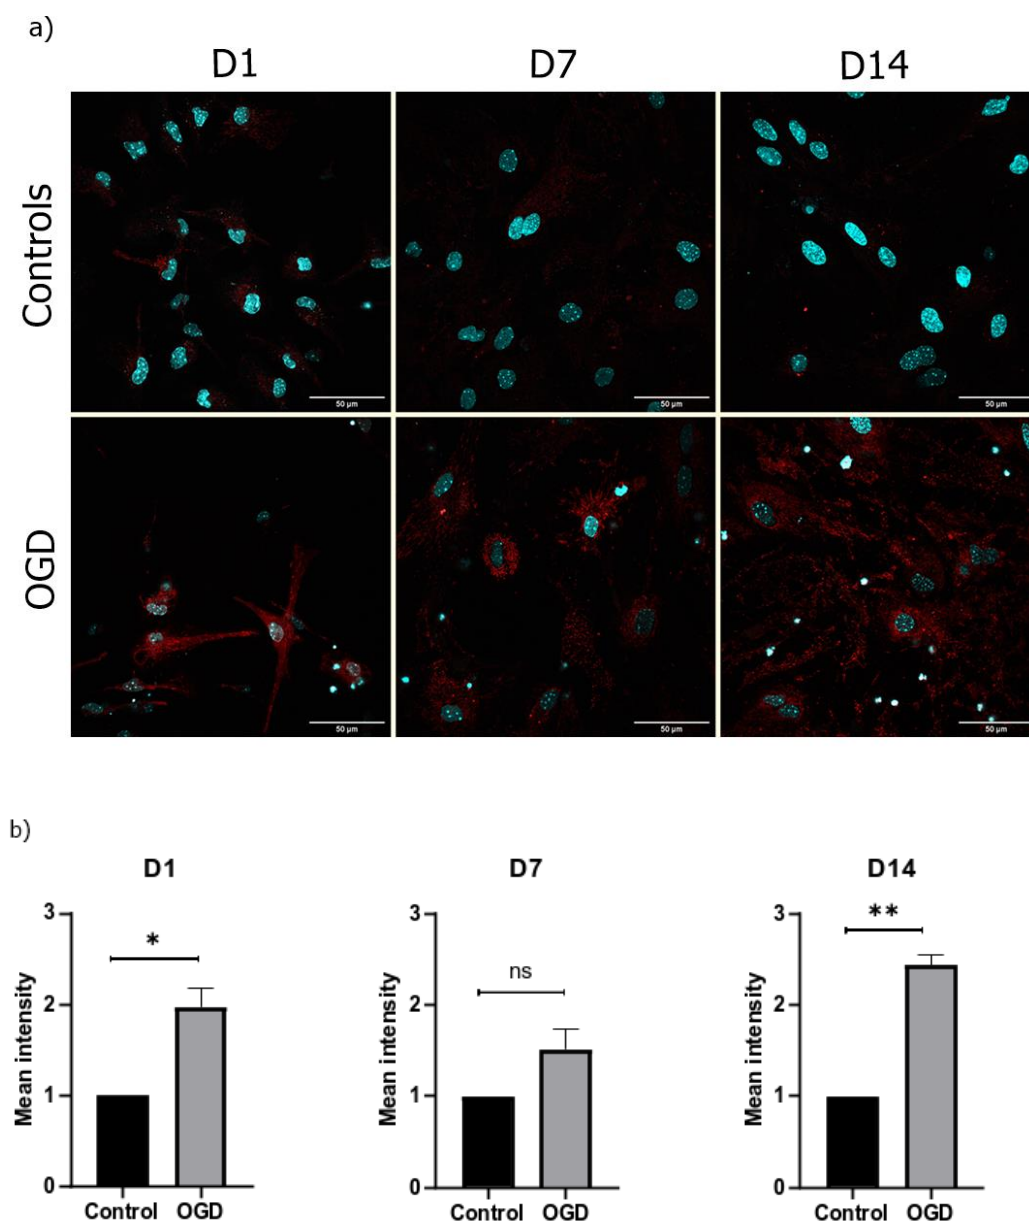 a)
D1 D7 D14
Controls
50 µm 50 µm 50 µm
OGD
50 µm 50 µm 50 µm
b)
D1 D7 D14
Mean intensity
3
2
1
0
*
Control OGD
Mean intensity
3
2
1
0
ns
Control OGD
Mean intensity
3
2
1
0
**
Control OGD